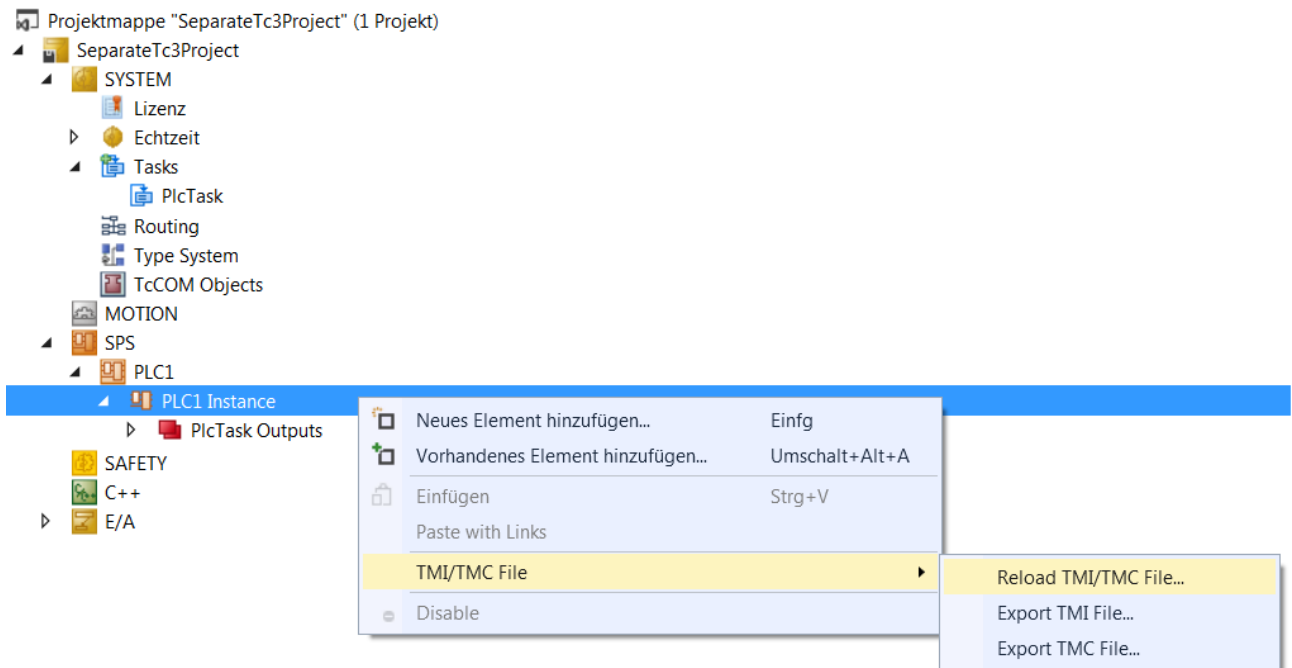 Projektmappe "SeparateTc3Project" (1 Projekt)
SeparateTc3Project
SYSTEM
Lizenz
Echtzeit
Tasks
PlcTask
Routing
Type System
TcCOM Objects
MOTION
SPS
PLC1
PLC1 Instance
PlcTask Outputs
SAFETY
C++
E/A
Neues Element hinzufügen... Einfg
Vorhandenes Element hinzufügen... Umschalt+Alt+A
Einfügen Strg+V
Paste with Links
TMI/TMC File
Disable
Reload TMI/TMC File...
Export TMI File...
Export TMC File...